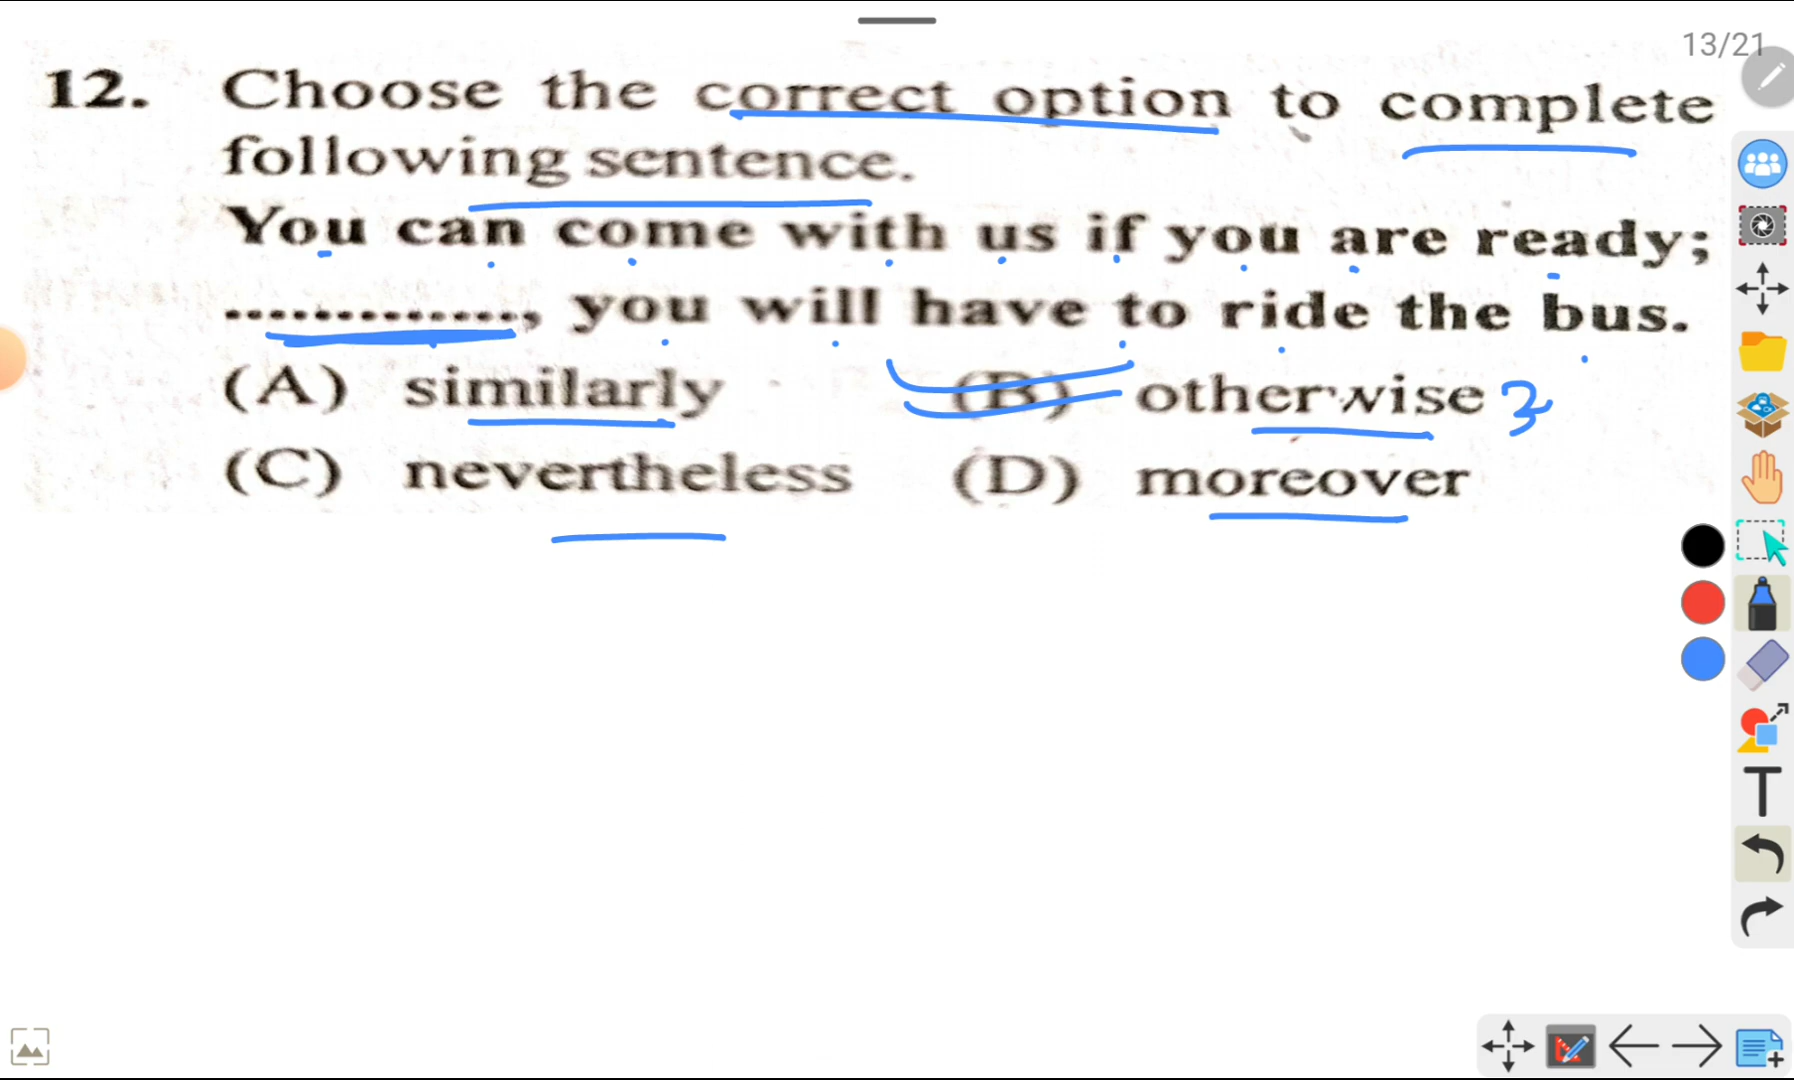 13/21
12. Choose the correct option to complete
following sentence.
You can come with us if you are ready;
.............., you will have to ride the bus.
(A) similarly (B) otherwise
(C) nevertheless (D) moreover
T